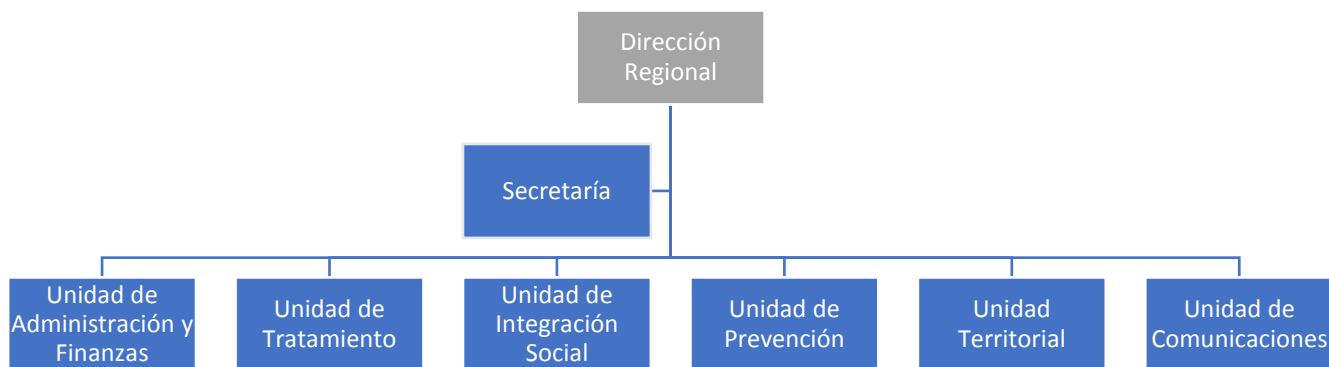 Dirección
Regional
Secretaría
Unidad de
Administración y
Finanzas
Unidad de
Tratamiento
Unidad de
Integración
Social
Unidad de
Prevención
Unidad
Territorial
Unidad de
Comunicaciones